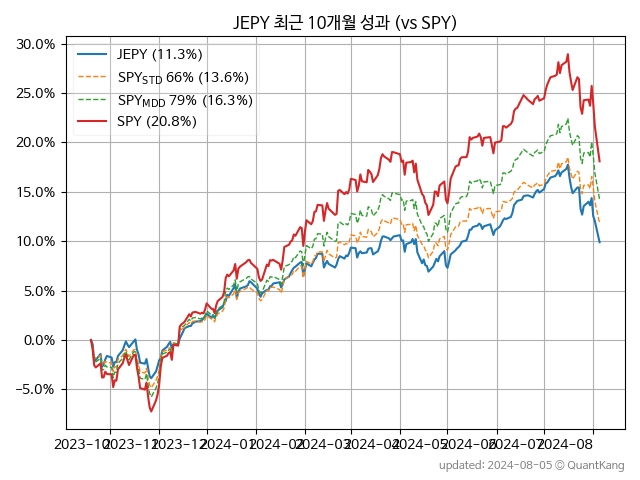 JEPY 최근 10개월 성과 (vs SPY)
JEPY (11.3%)
SPY_STD 66% (13.6%)
SPY_MDD 79% (16.3%)
SPY (20.8%)
30.0%
25.0%
20.0%
15.0%
10.0%
5.0%
0.0%
−5.0%
2023-10 2023-11 2023-12 2024-01 2024-02 2024-03 2024-04 2024-05 2024-06 2024-07 2024-08
updated: 2024-08-05 © QuantKang